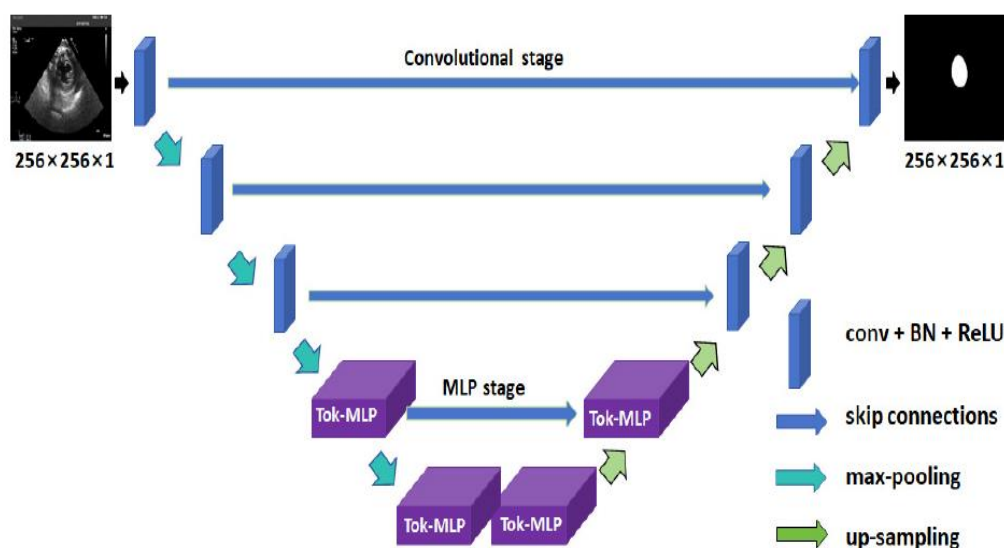 Convolutional stage
256×256×1
256×256×1
conv + BN + ReLU
MLP stage
Tok-MLP
Tok-MLP
skip connections
max-pooling
Tok-MLP
Tok-MLP
up-sampling